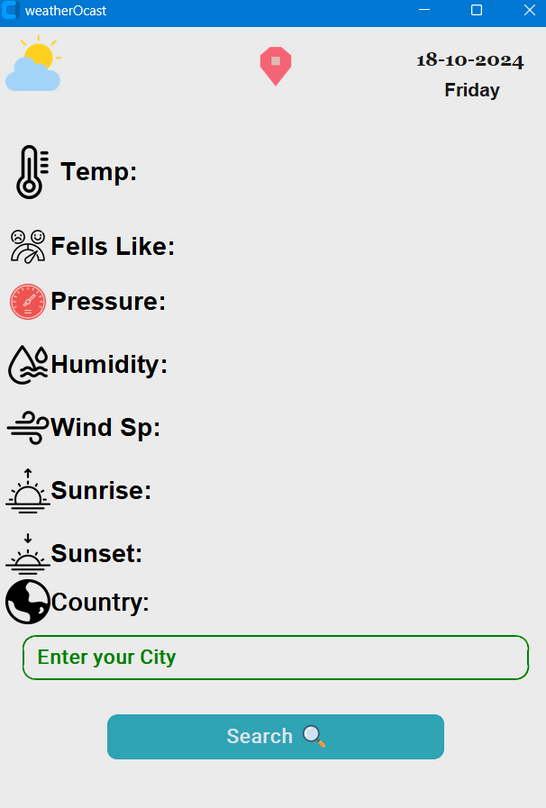 weatherOcast
18-10-2024
Friday
Temp:
Fells Like:
Pressure:
Humidity:
Wind Sp:
Sunrise:
Sunset:
Country:
Enter your City
Search